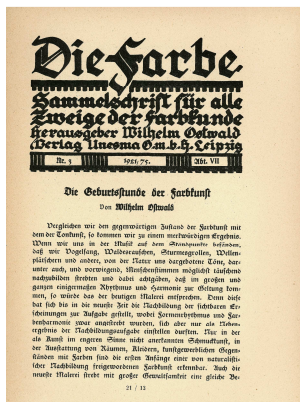 Die Farbe
Sammelschrift für alle
Zweige der Farbkunde
Herausgeber Wilhelm Ostwald
Verlag Unesma G.m.b.H. Leipzig
Nr. 3 1921, 75. Abt. VII
Die Geburtsstunde der Farbkunst
Von Wilhelm Ostwald
Vergleichen wir den gegenwärtigen Zustand der Farbkunst mit
dem der Tonkunst, so kommen wir zu einem merkwürdigen Ergebnis.
Wenn wir uns in der Musik auf dem Standpunkte befänden,
daß wir Vogelsang, Waldesrauschen, Sturmesgrollen, Wellen-
plätschern und andere, von der Natur uns dargebotene Töne, dar-
unter auch, und vorwiegend, Menschenstimmen möglichst täuschend
nachzubilden strebten und dabei achtgäben, daß im großen und
ganzen einigermaßen Rhythmus und Harmonie zur Geltung kom-
men, so würde das der heutigen Malerei entsprechen. Denn diese
hat sich bis in die neuste Zeit die Nachbildung der sichtbaren Er-
scheinungen zur Aufgabe gestellt, wobei Formenrhythmus und Far-
benharmonie zwar angestrebt wurden, sich aber nur als Neben-
ergebnis der Nachbildungsaufgabe einstellen durften. Nur in der
als Kunst im engeren Sinne nicht anerkannten Schmuckkunst, in
der Ausstattung von Räumen, Kleidern, kunstgewerblichen Gegen-
ständen mit Farben sind die ersten Anfänge einer von naturalisti-
scher Nachbildung freigewordenen Farbkunst erkennbar. Auch die
neueste Malerei strebt mit großer Gewaltsamkeit eine gleiche Be-
21 / 13